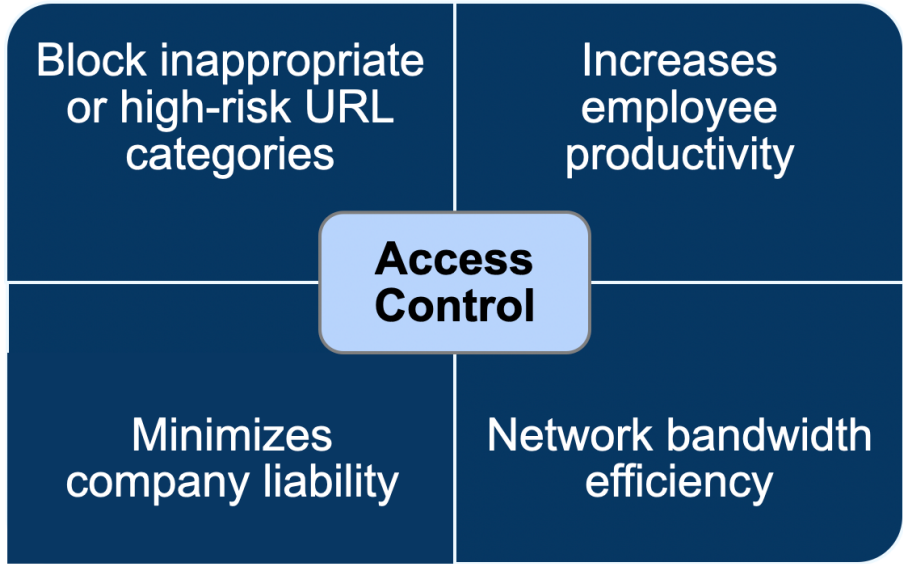 Block inappropriate
or high-risk URL
categories
Increases
employee
productivity
Access
Control
Minimizes
company liability
Network bandwidth
efficiency